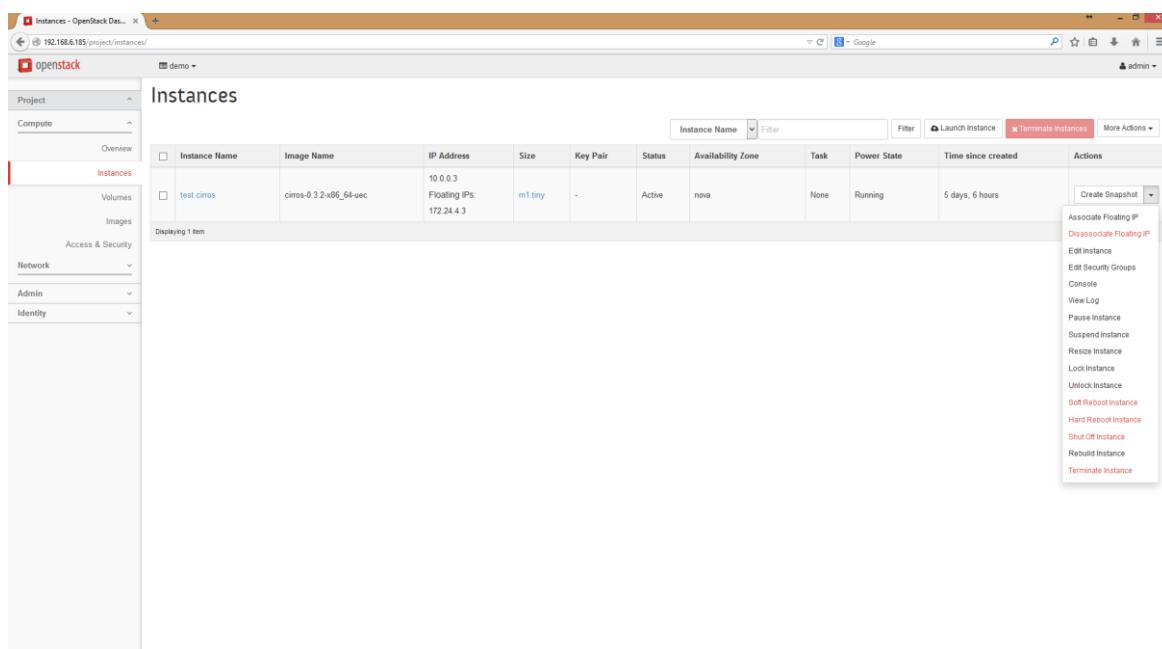 Instances - OpenStack Das...
192.168.6.185/project/instances/
Google
openstack
demo
admin
Project
Compute
Overview
Instances
Volumes
Images
Access & Security
Network
Admin
Identity
Instances
Instance Name Filter Filter Launch Instance Terminate Instances More Actions
Instance Name Image Name IP Address Size Key Pair Status Availability Zone Task Power State Time since created Actions
test cirros cirros-0.3.2-x86_64-uec 10.0.0.3 Floating IPs: 172.24.4.3 m1.tiny - Active nova None Running 5 days, 6 hours Create Snapshot
Displaying 1 item
Associate Floating IP
Disassociate Floating IP
Edit Instance
Edit Security Groups
Console
View Log
Pause Instance
Suspend Instance
Resize Instance
Lock Instance
Unlock Instance
Soft Reboot Instance
Hard Reboot Instance
Shut Off Instance
Rebuild Instance
Terminate Instance